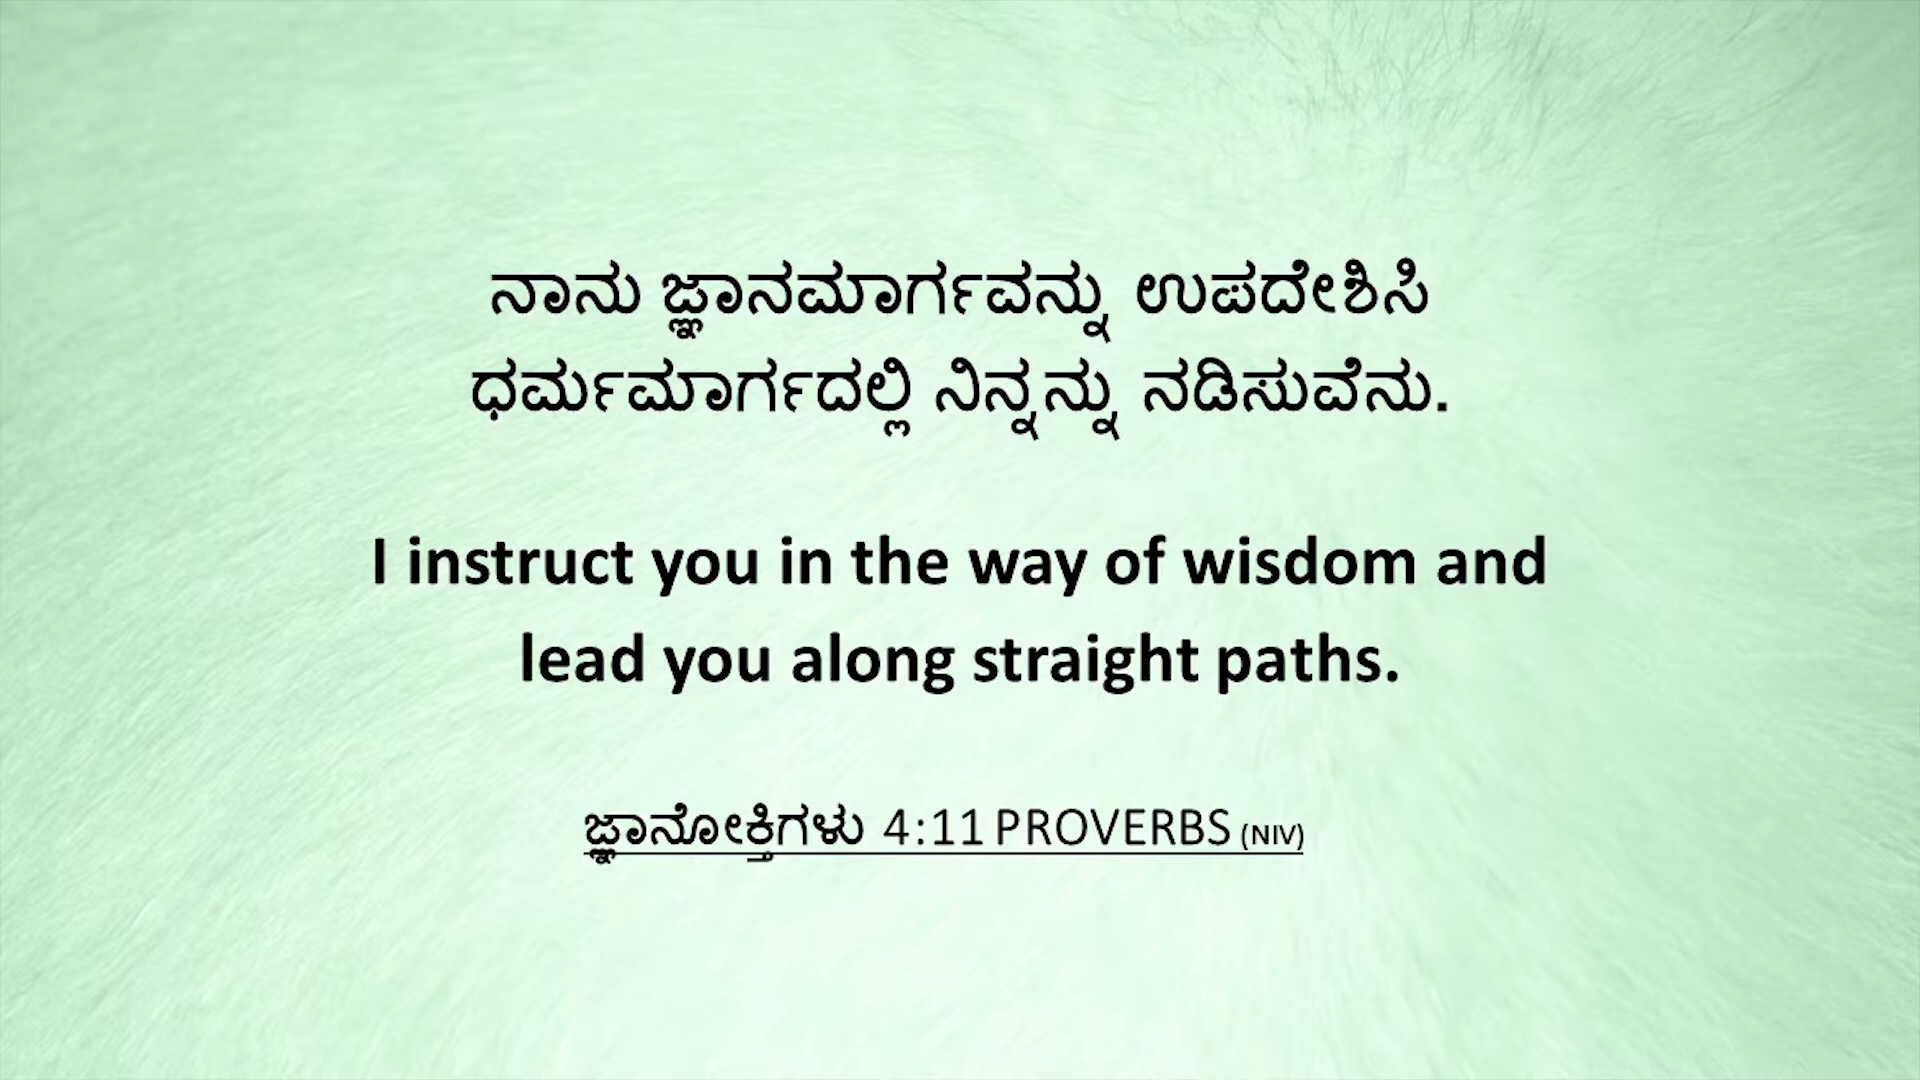 ನಾನು ಜ್ಞಾನಮಾರ್ಗವನ್ನು ಉಪದೇಶಿಸಿ
ಧರ್ಮಮಾರ್ಗದಲ್ಲಿ ನಿನ್ನನ್ನು ನಡಿಸುವೆನು.
I instruct you in the way of wisdom and
lead you along straight paths.
ಜ್ಞಾನೋಕ್ತಿಗಳು 4:11 PROVERBS (NIV)